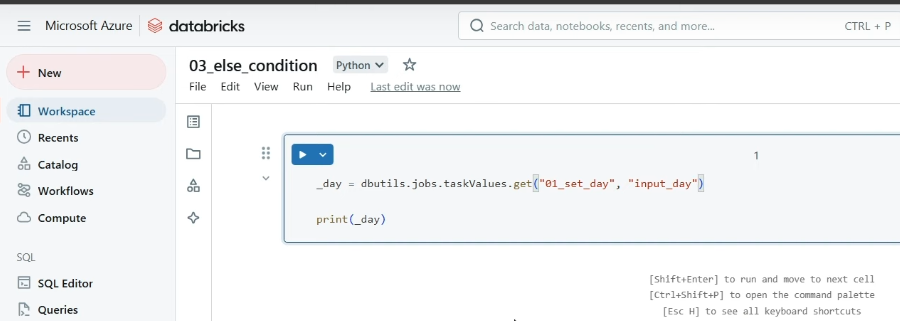 Microsoft Azure databricks Search data, notebooks, recents, and more... CTRL + P
New
Workspace
Recents
Catalog
Workflows
Compute
SQL
SQL Editor
Queries
03_else_condition Python
File Edit View Run Help Last edit was now
1
_day = dbutils.jobs.taskValues.get("01_set_day", "input_day")
print(_day)
[Shift+Enter] to run and move to next cell
[Ctrl+Shift+P] to open the command palette
[Esc H] to see all keyboard shortcuts